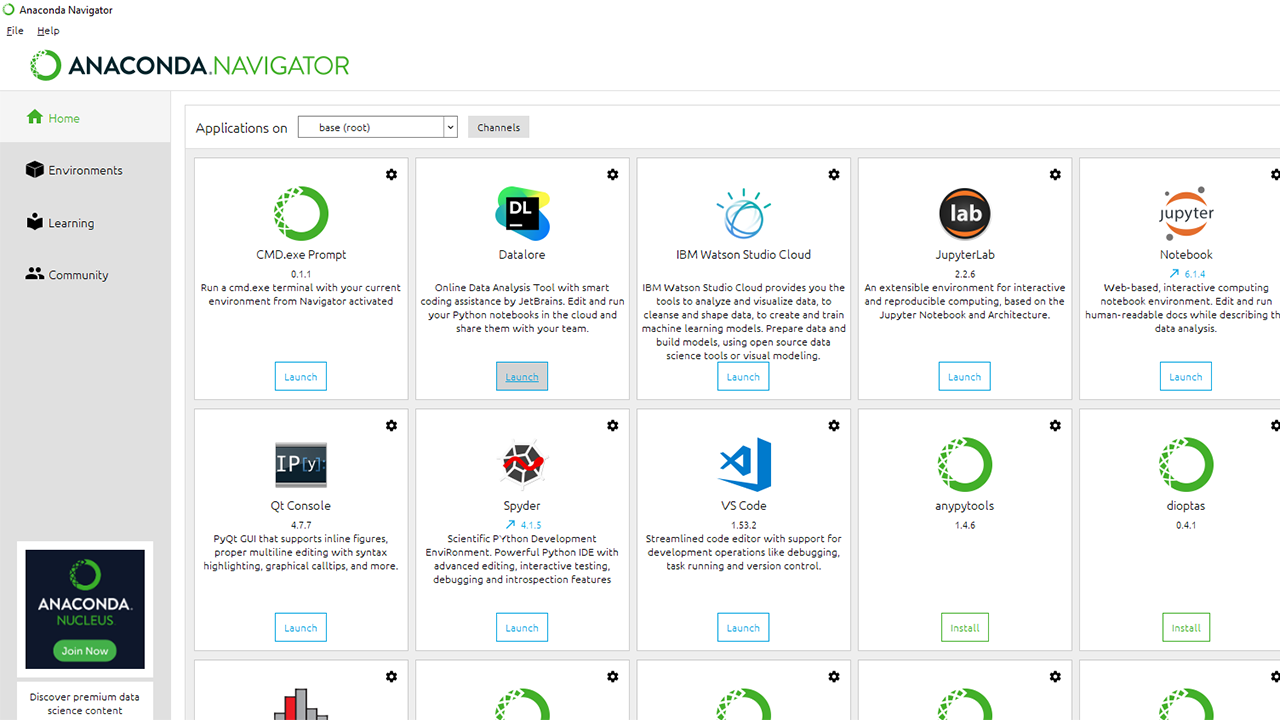 Anaconda Navigator
File Help
ANACONDA.NAVIGATOR
Home
Environments
Learning
Community
Applications on base (root) Channels
CMD.exe Prompt
0.1.1
Run a cmd.exe terminal with your current
environment from Navigator activated
Launch
DL
Datalore
Online Data Analysis Tool with smart
coding assistance by JetBrains. Edit and run
your Python notebooks in the cloud and
share them with your team.
Launch
IBM Watson Studio Cloud
IBM Watson Studio Cloud provides you the
tools to analyze and visualize data, to
cleanse and shape data, to create and train
machine learning models. Prepare data and
build models, using open source data
science tools or visual modeling.
Launch
lab
JupyterLab
2.2.6
An extensible environment for interactive
and reproducible computing, based on the
Jupyter Notebook and Architecture.
Launch
jupyter
Notebook
6.1.4
Web-based, interactive computing
notebook environment. Edit and run
human-readable docs while describing th
data analysis.
Launch
IP[y]:
Qt Console
4.7.7
PyQt GUI that supports inline figures,
proper multiline editing with syntax
highlighting, graphical calltips, and more.
Launch
Spyder
4.1.5
Scientific PYthon Development
EnviRonment. Powerful Python IDE with
advanced editing, interactive testing,
debugging and introspection features
Launch
VS Code
1.53.2
Streamlined code editor with support for
development operations like debugging,
task running and version control.
Launch
anypytools
1.4.6
Install
dioptas
0.4.1
Install
ANACONDA.
NUCLEUS
Join Now
Discover premium data
science content